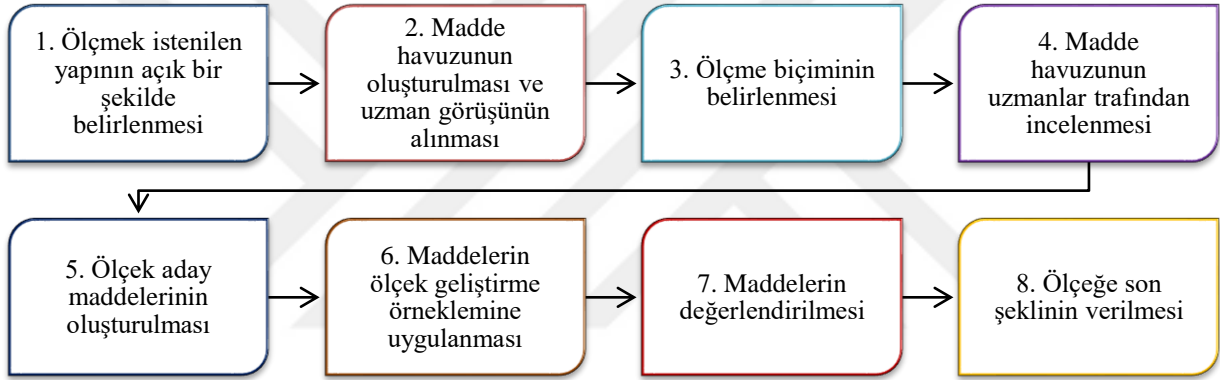 1. Ölçmek istenilen
yapının açık bir
şekilde
belirlenmesi
2. Madde
havuzunun
oluşturulması ve
uzman görüşünün
alınması
3. Ölçme biçiminin
belirlenmesi
4. Madde
havuzunun
uzmanlar trafından
incelenmesi
5. Ölçek aday
maddelerinin
oluşturulması
6. Maddelerin
ölçek geliştirme
örneklemine
uygulanması
7. Maddelerin
değerlendirilmesi
8. Ölçeğe son
şeklinin verilmesi